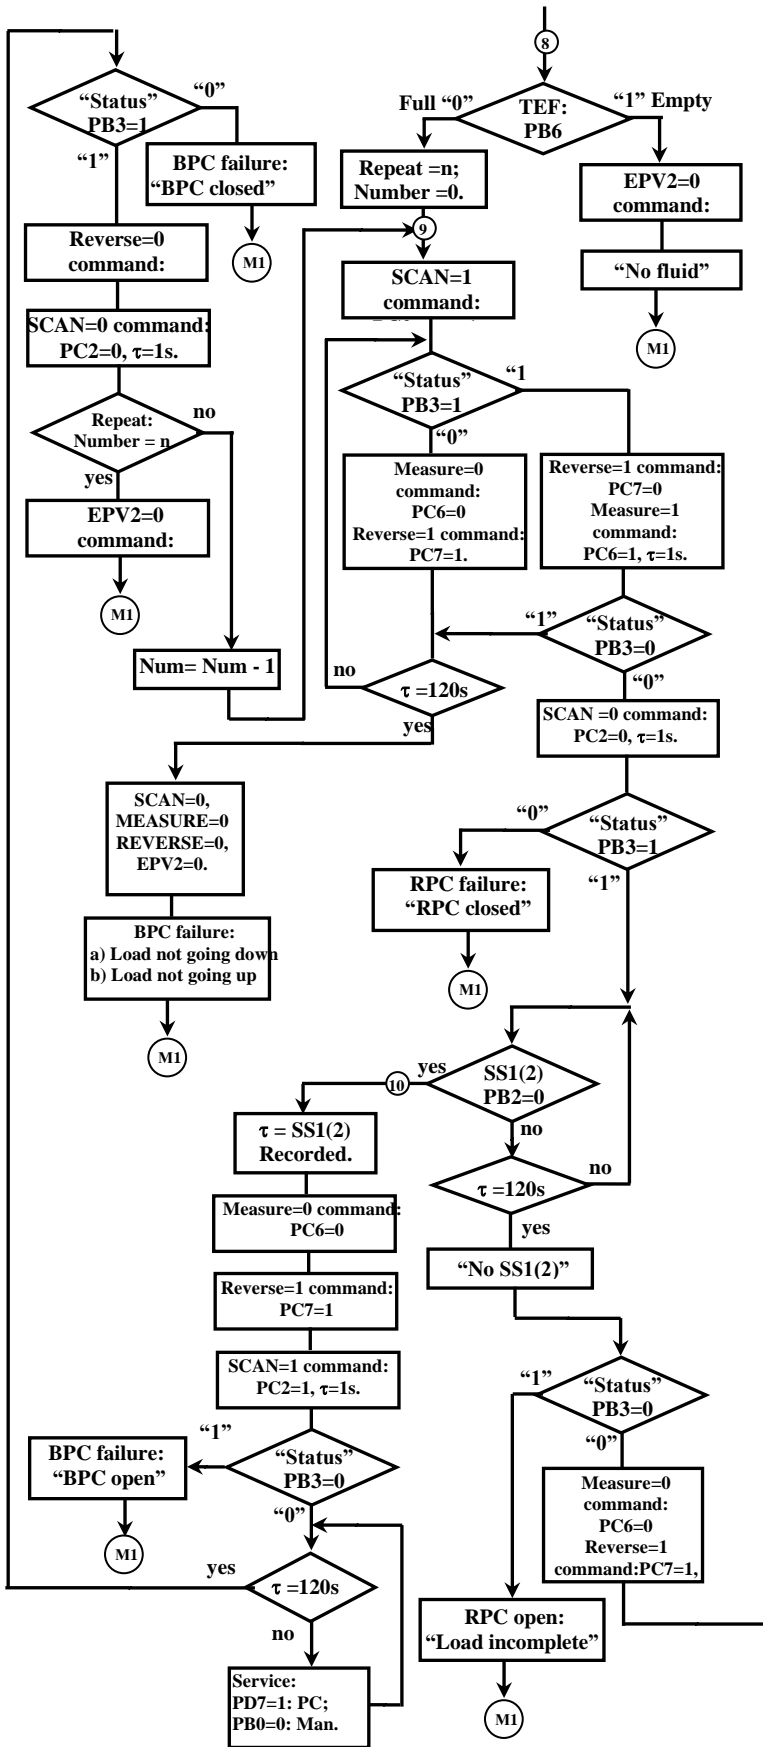 8
"Status"
PB3=1
"0"
"1"
BPC failure:
"BPC closed"
M1
Reverse=0
command:
SCAN=0 command:
PC2=0, τ=1s.
Repeat:
Number = n
no
yes
EPV2=0
command:
M1
Num= Num - 1
TEF:
PB6
Full "0"
"1" Empty
Repeat =n;
Number =0.
9
EPV2=0
command:
"No fluid"
M1
SCAN=1
command:
"Status"
PB3=1
"1
"0"
Measure=0
command:
PC6=0
Reverse=1 command:
PC7=1.
Reverse=1 command:
PC7=0
Measure=1
command:
PC6=1, τ=1s.
"Status"
PB3=0
"1"
"0"
τ =120s
no
yes
SCAN =0 command:
PC2=0, τ=1s.
SCAN=0,
MEASURE=0
REVERSE=0,
EPV2=0.
BPC failure:
a) Load not going down
b) Load not going up
M1
"Status"
PB3=1
"0"
"1"
RPC failure:
"RPC closed"
M1
SS1(2)
PB2=0
yes
10
no
τ =120s
no
yes
"No SS1(2)"
τ = SS1(2)
Recorded.
Measure=0 command:
PC6=0
Reverse=1 command:
PC7=1
SCAN=1 command:
PC2=1, τ=1s.
"Status"
PB3=0
"1"
"0"
BPC failure:
"BPC open"
M1
τ =120s
yes
no
Service:
PD7=1: PC;
PB0=0: Man.
"Status"
PB3=0
"1"
"0"
Measure=0
command:
PC6=0
Reverse=1
command:PC7=1,
RPC open:
"Load incomplete"
M1